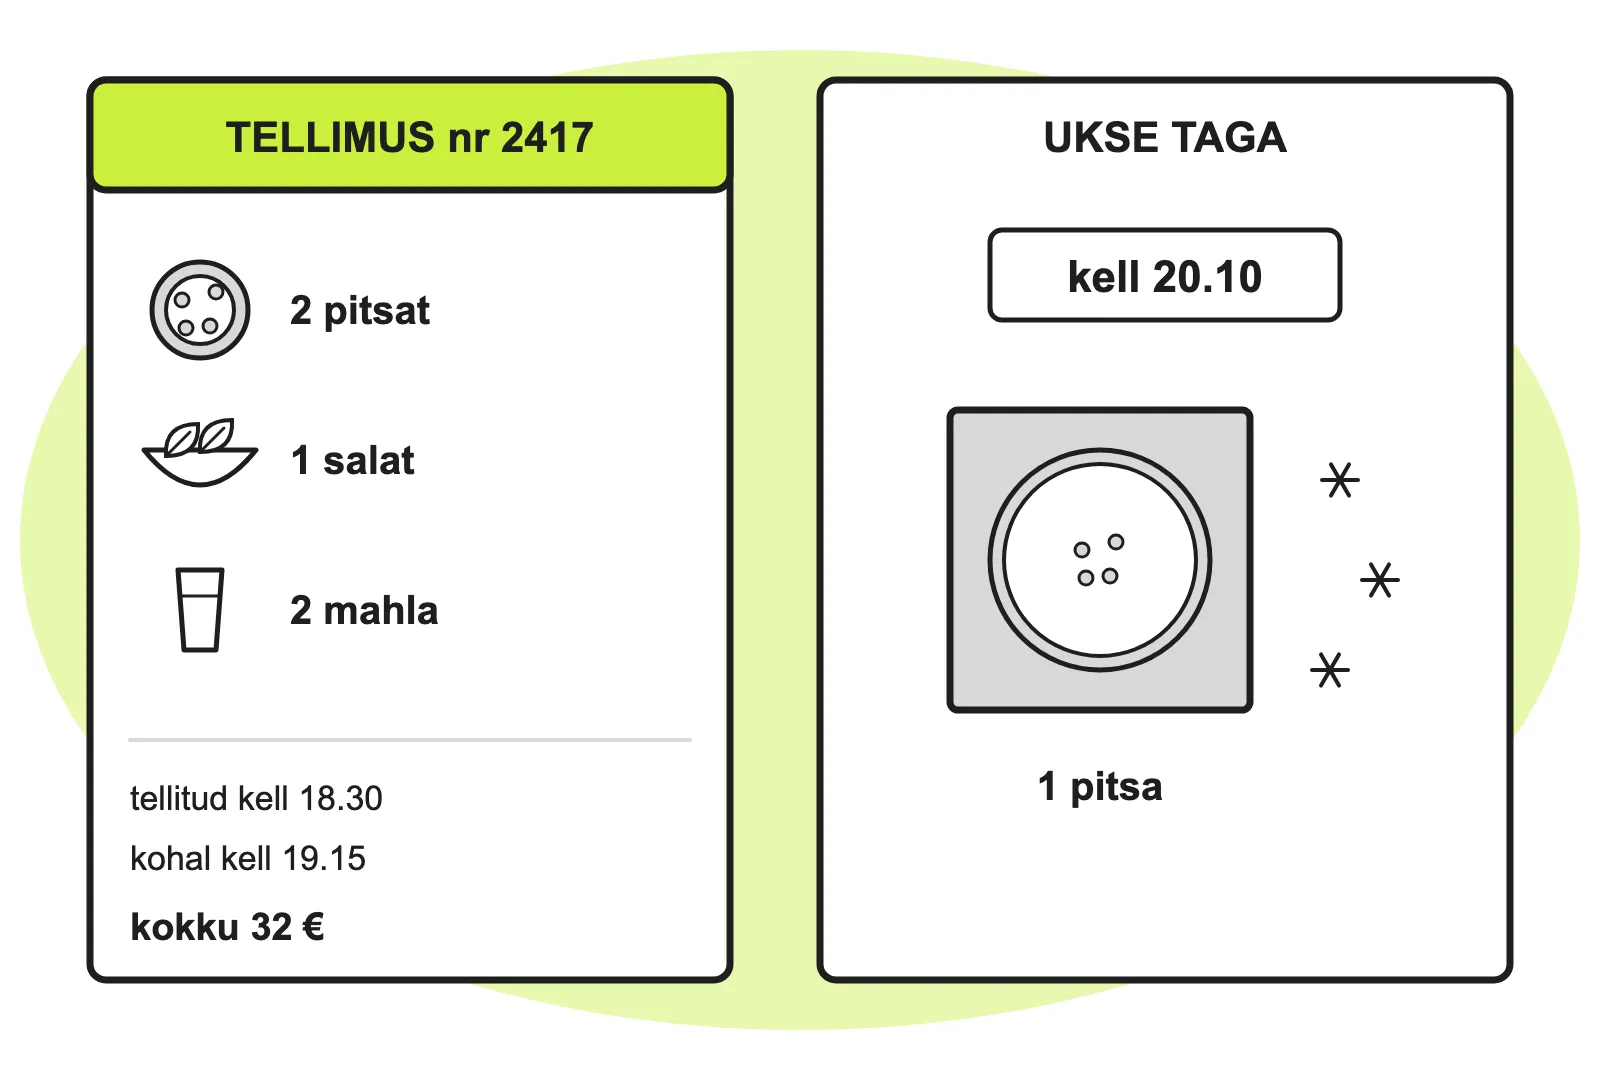 TELLIMUS nr 2417
2 pitsat
1 salat
2 mahla
tellitud kell 18.30
kohal kell 19.15
kokku 32 €
UKSE TAGA
kell 20.10
1 pitsa